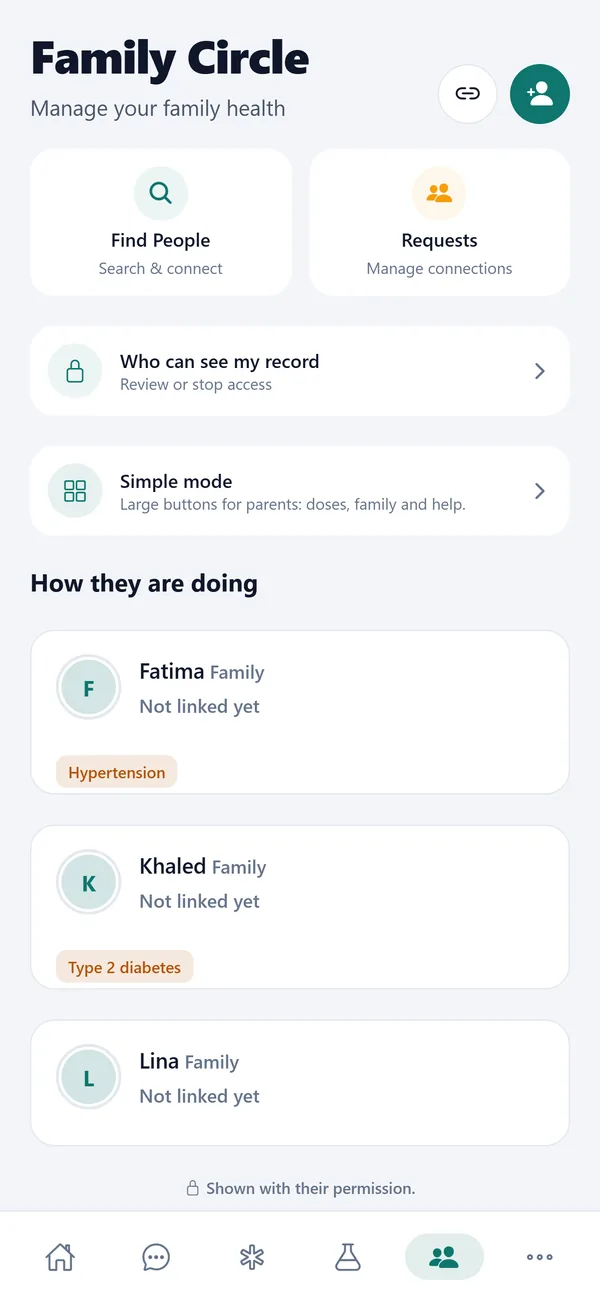 Family Circle
Manage your family health
Find People
Search & connect
Requests
Manage connections
Who can see my record
Review or stop access
Simple mode
Large buttons for parents: doses, family and help.
How they are doing
F
Fatima Family
Not linked yet
Hypertension
K
Khaled Family
Not linked yet
Type 2 diabetes
L
Lina Family
Not linked yet
Shown with their permission.